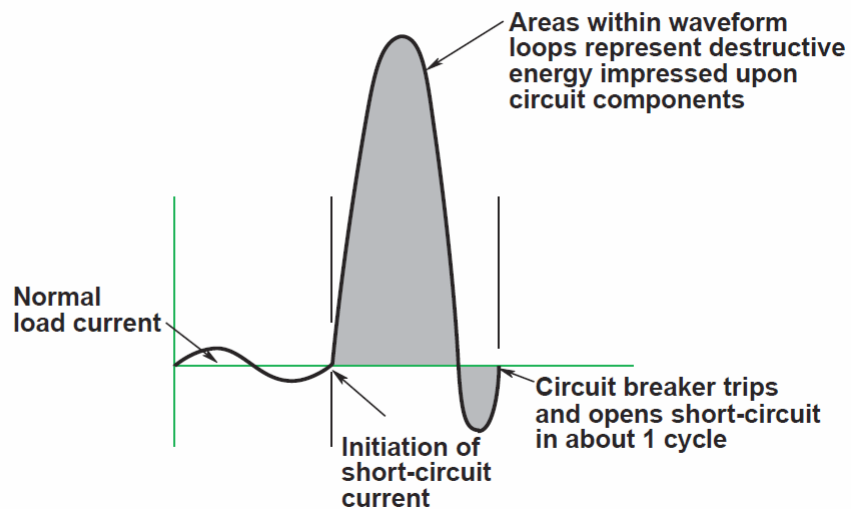 Areas within waveform
loops represent destructive
energy impressed upon
circuit components
Normal
load current
Initiation of
short-circuit
current
Circuit breaker trips
and opens short-circuit
in about 1 cycle